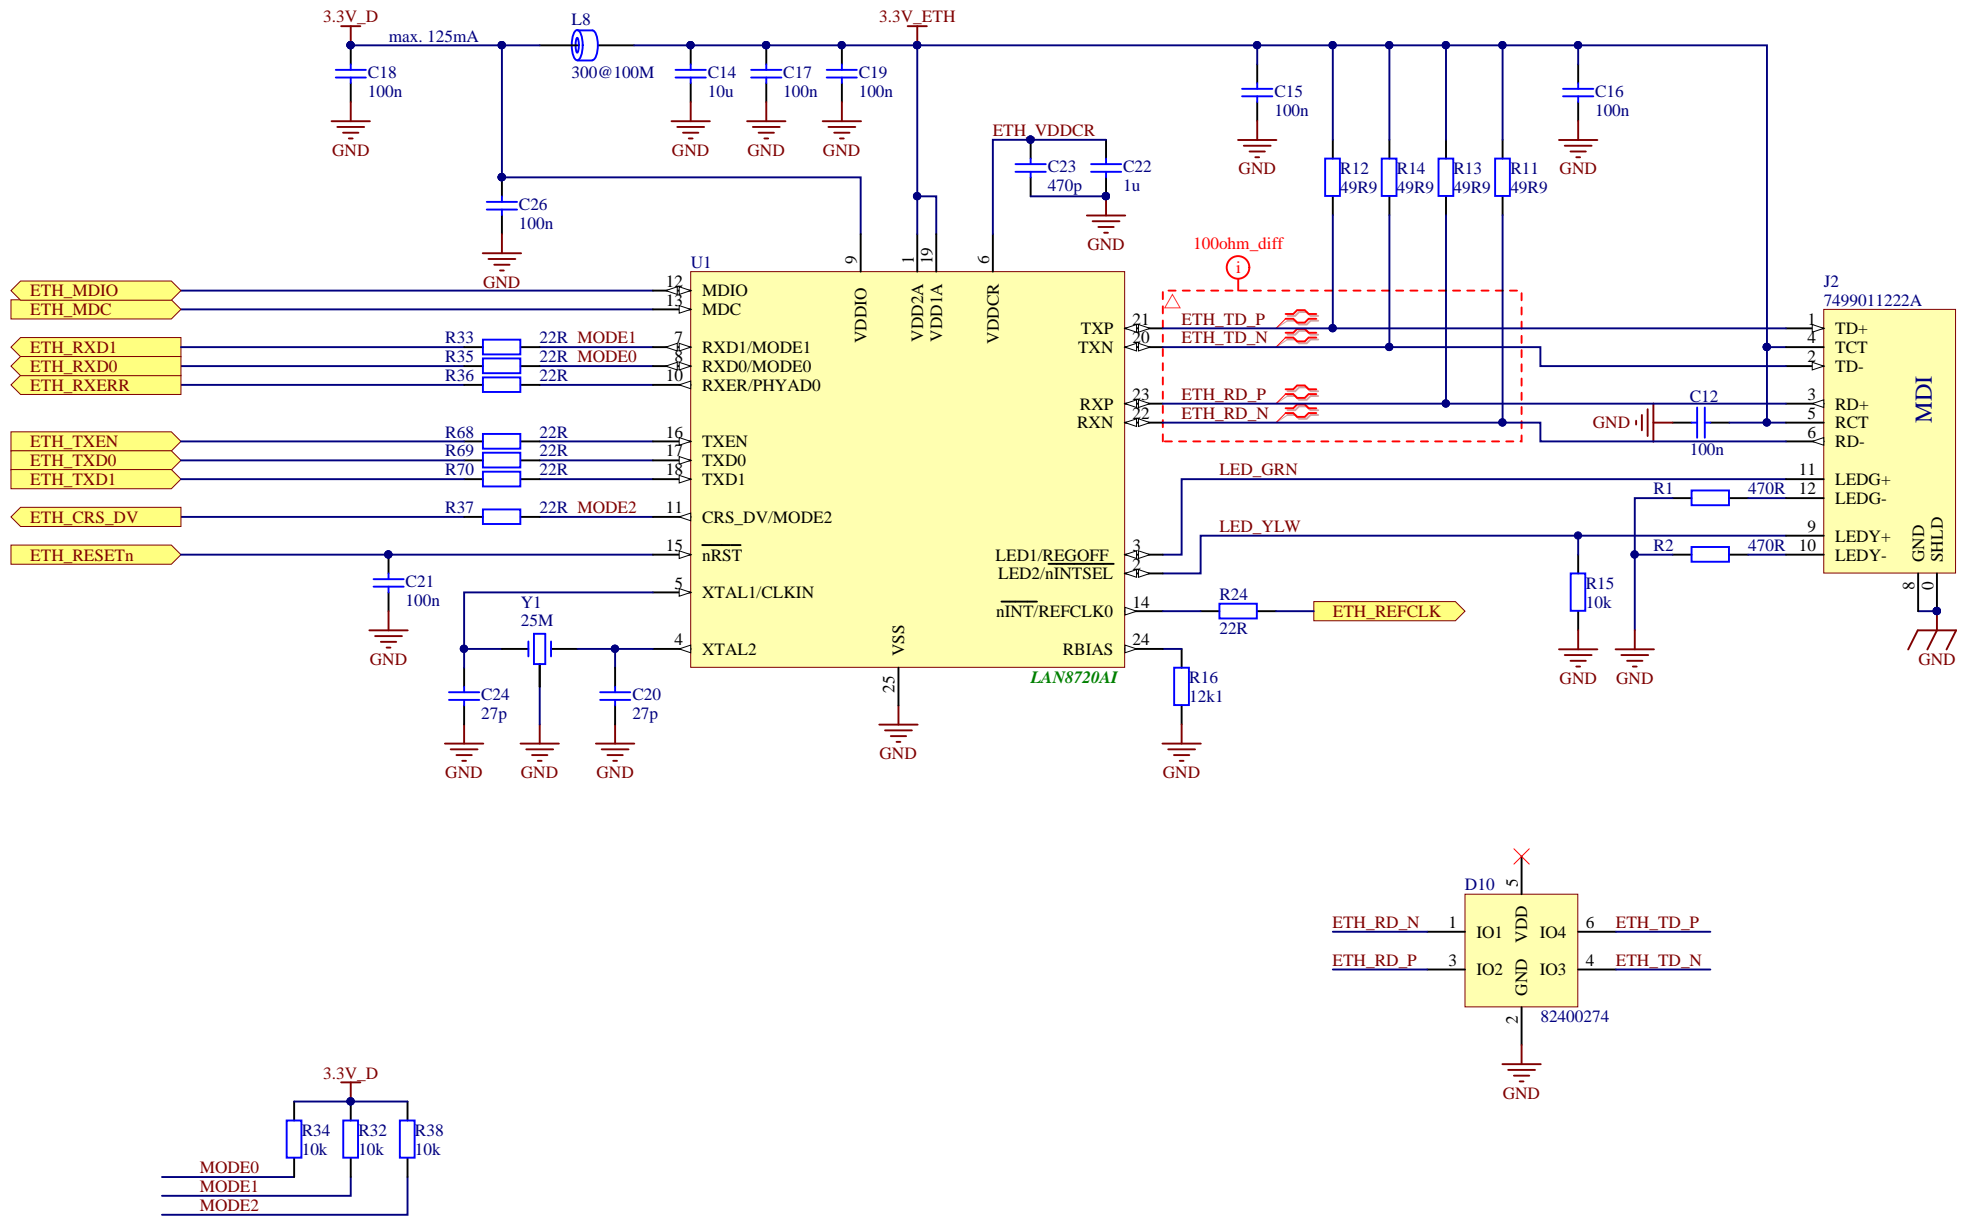 3.3V_D
max. 125mA
L8
300@100M
3.3V_ETH
C18
100n
GND
C14
10u
GND
C17
100n
GND
C19
100n
GND
C15
100n
GND
C16
100n
GND
ETH_VDDCR
C23
470p
C22
1u
GND
R12
49R9
R14
49R9
R13
49R9
R11
49R9
C26
100n
GND
100ohm_diff
i
U1
9
1
19
6
VDDIO
VDD2A
VDD1A
VDDCR
ETH_MDIO
12
MDIO
ETH_MDC
13
MDC
ETH_RXD1
R33
22R
MODE1
7
RXD1/MODE1
ETH_RXD0
R35
22R
MODE0
8
RXD0/MODE0
ETH_RXERR
R36
22R
10
RXER/PHYAD0
ETH_TXEN
R68
22R
16
TXEN
ETH_TXD0
R69
22R
17
TXD0
ETH_TXD1
R70
22R
18
TXD1
ETH_CRS_DV
R37
22R
MODE2
11
CRS_DV/MODE2
ETH_RESETn
15
nRST
C21
100n
GND
5
XTAL1/CLKIN
Y1
25M
4
XTAL2
C24
27p
GND
GND
C20
27p
GND
VSS
25
GND
TXP
21
ETH_TD_P
TXN
20
ETH_TD_N
RXP
23
ETH_RD_P
RXN
22
ETH_RD_N
LED1/REGOFF
3
LED_GRN
LED2/nINTSEL
2
LED_YLW
nINT/REFCLK0
14
R24
22R
ETH_REFCLK
RBIAS
24
LAN8720AI
R16
12k1
GND
J2
7499011222A
1
TD+
4
TCT
2
TD-
3
RD+
5
RCT
6
RD-
11
LEDG+
12
LEDG-
9
LEDY+
10
LEDY-
MDI
GND
SHLD
8
0
GND
C12
GND
100n
R1
470R
R2
470R
R15
10k
GND
GND
D10
5
ETH_RD_N
1
IO1
VDD
IO4
6
ETH_TD_P
ETH_RD_P
3
IO2
GND
IO3
4
ETH_TD_N
2
82400274
GND
3.3V_D
R34
10k
R32
10k
R38
10k
MODE0
MODE1
MODE2